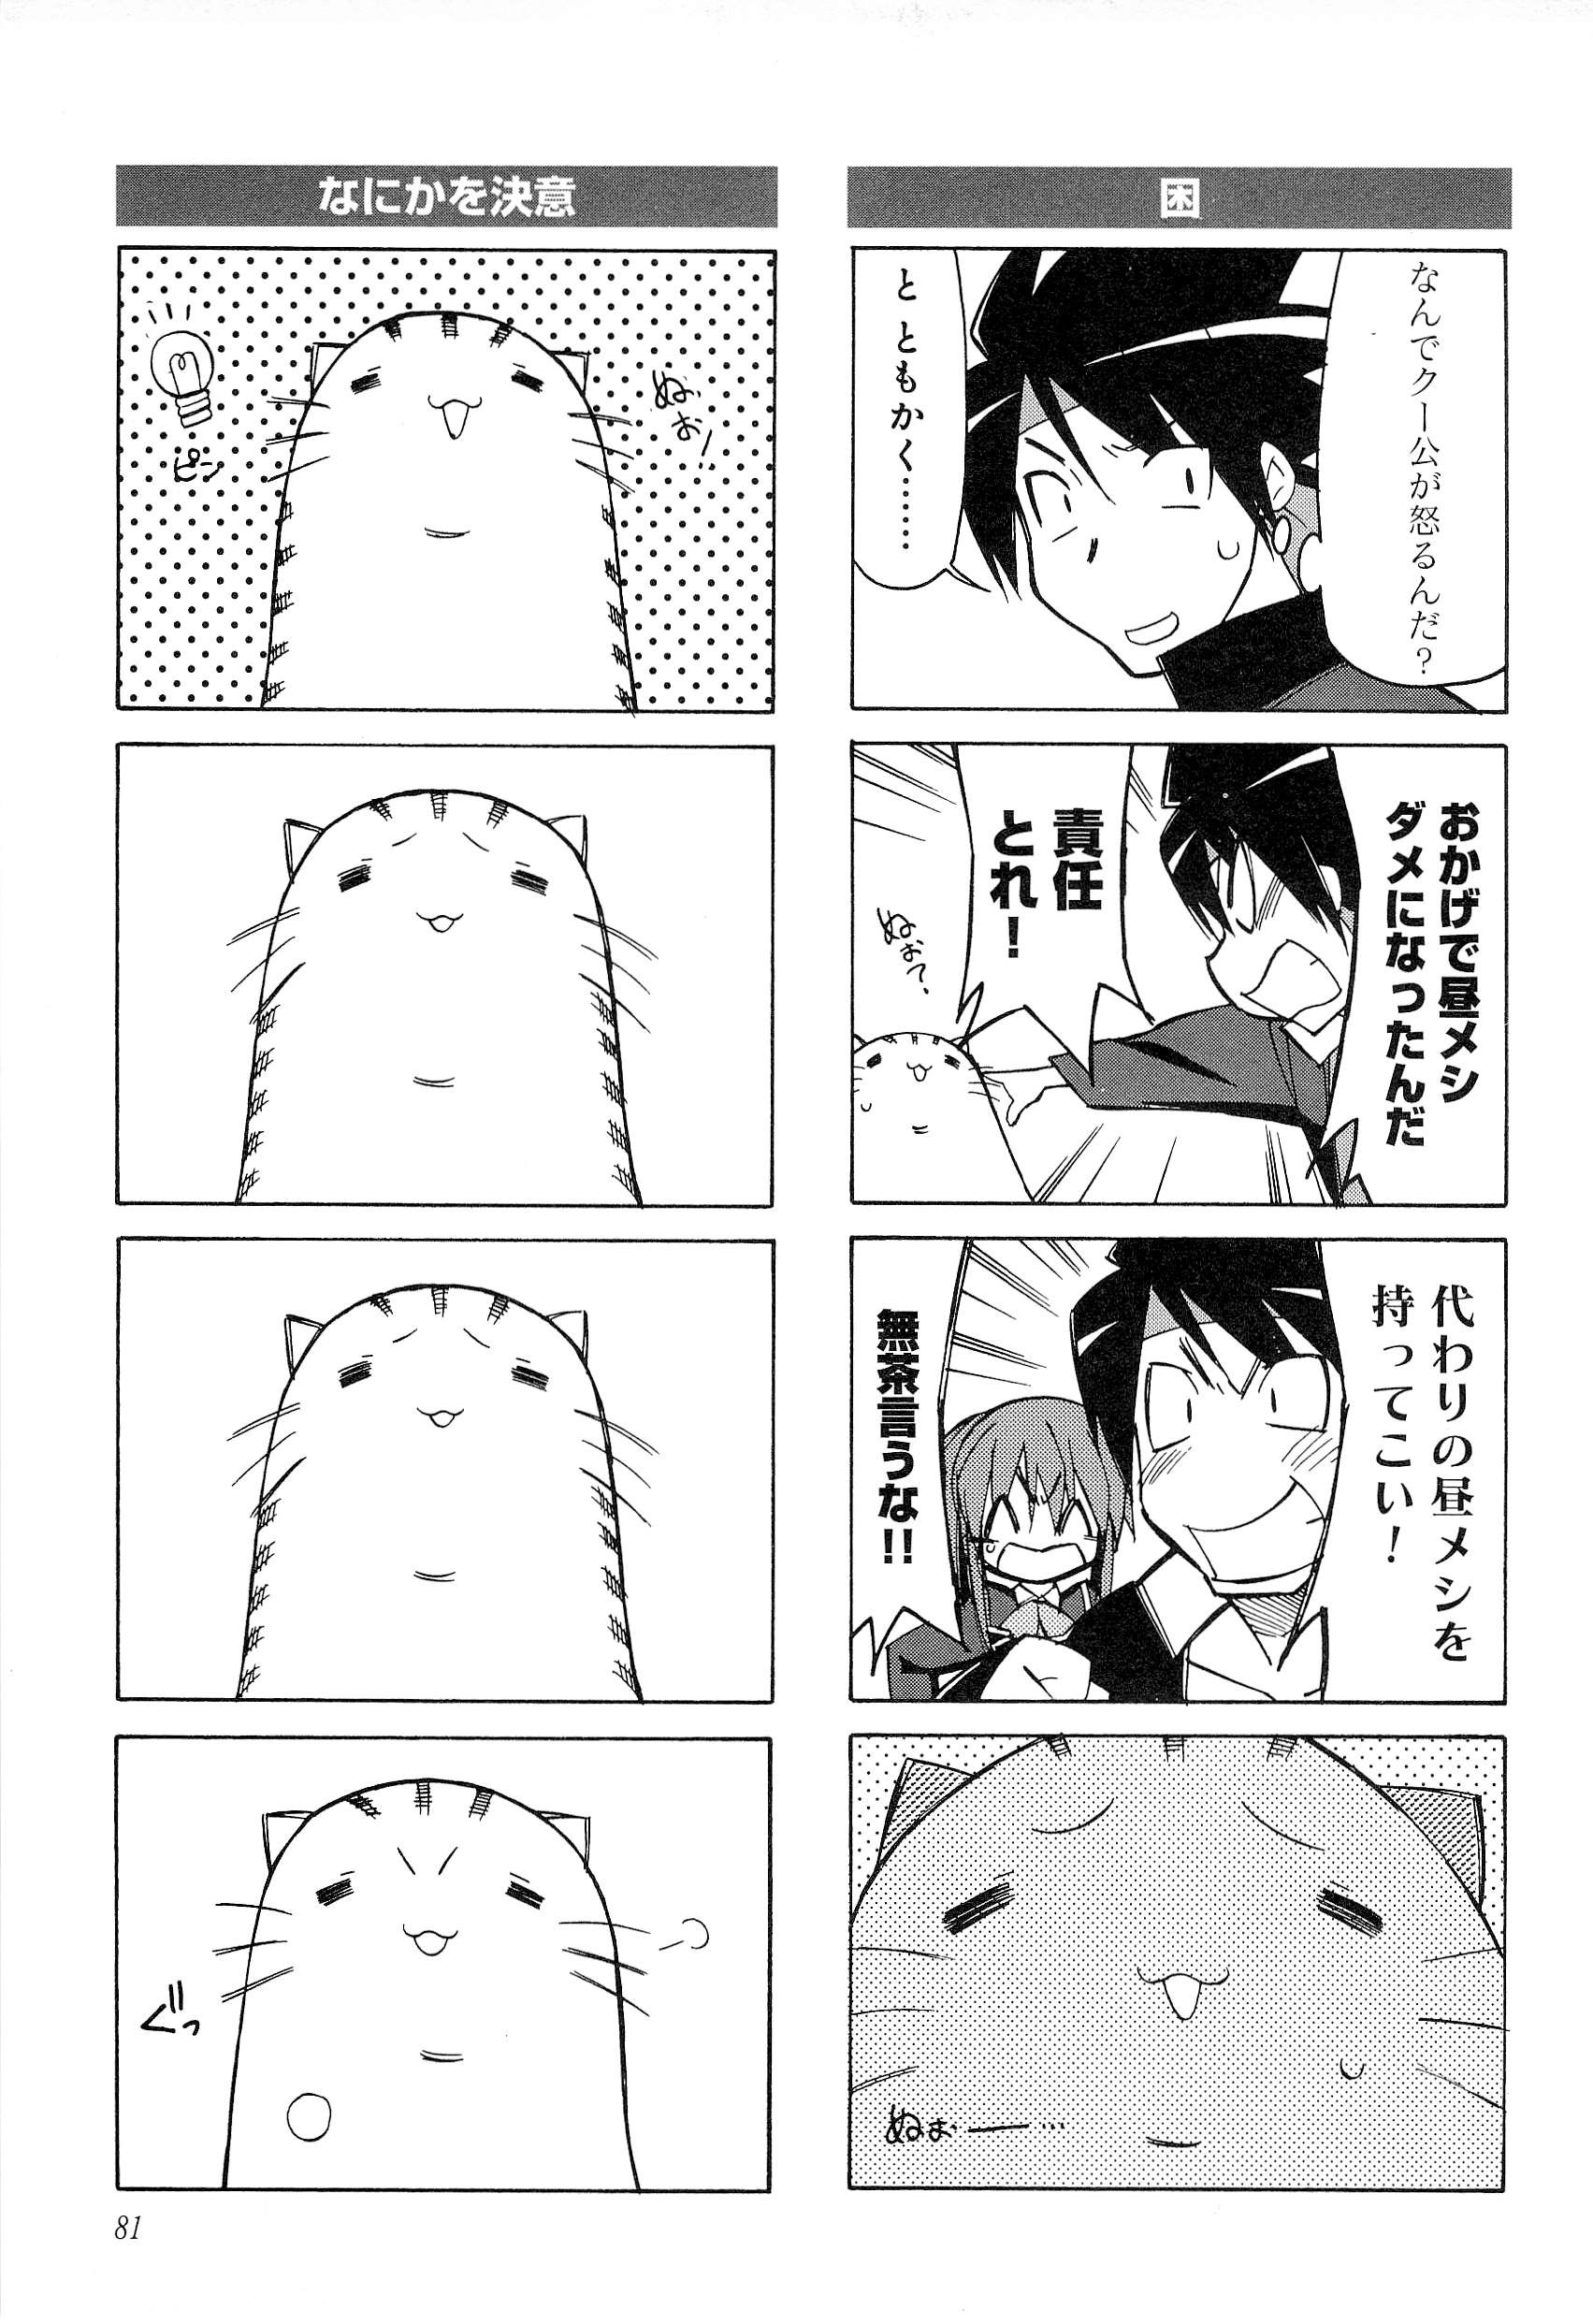 困
なんでクー公が怒るんだ?
と ともかく……
おかげで昼メシ
ダメになったんだ
責任
とれ!
ぬぉ?
代わりの昼メシを
持ってこい!
無茶言うな!!
ぬぉー…
なにかを決意
ぬぉ!
ピン
ぐっ
81